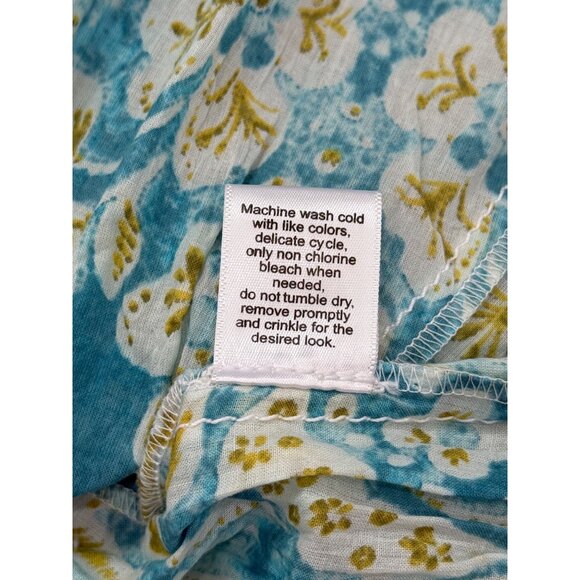 Machine wash cold
with like colors,
delicate cycle,
only non chlorine
bleach when
needed,
do not tumble dry,
remove promptly
and crinkle for the
desired look.